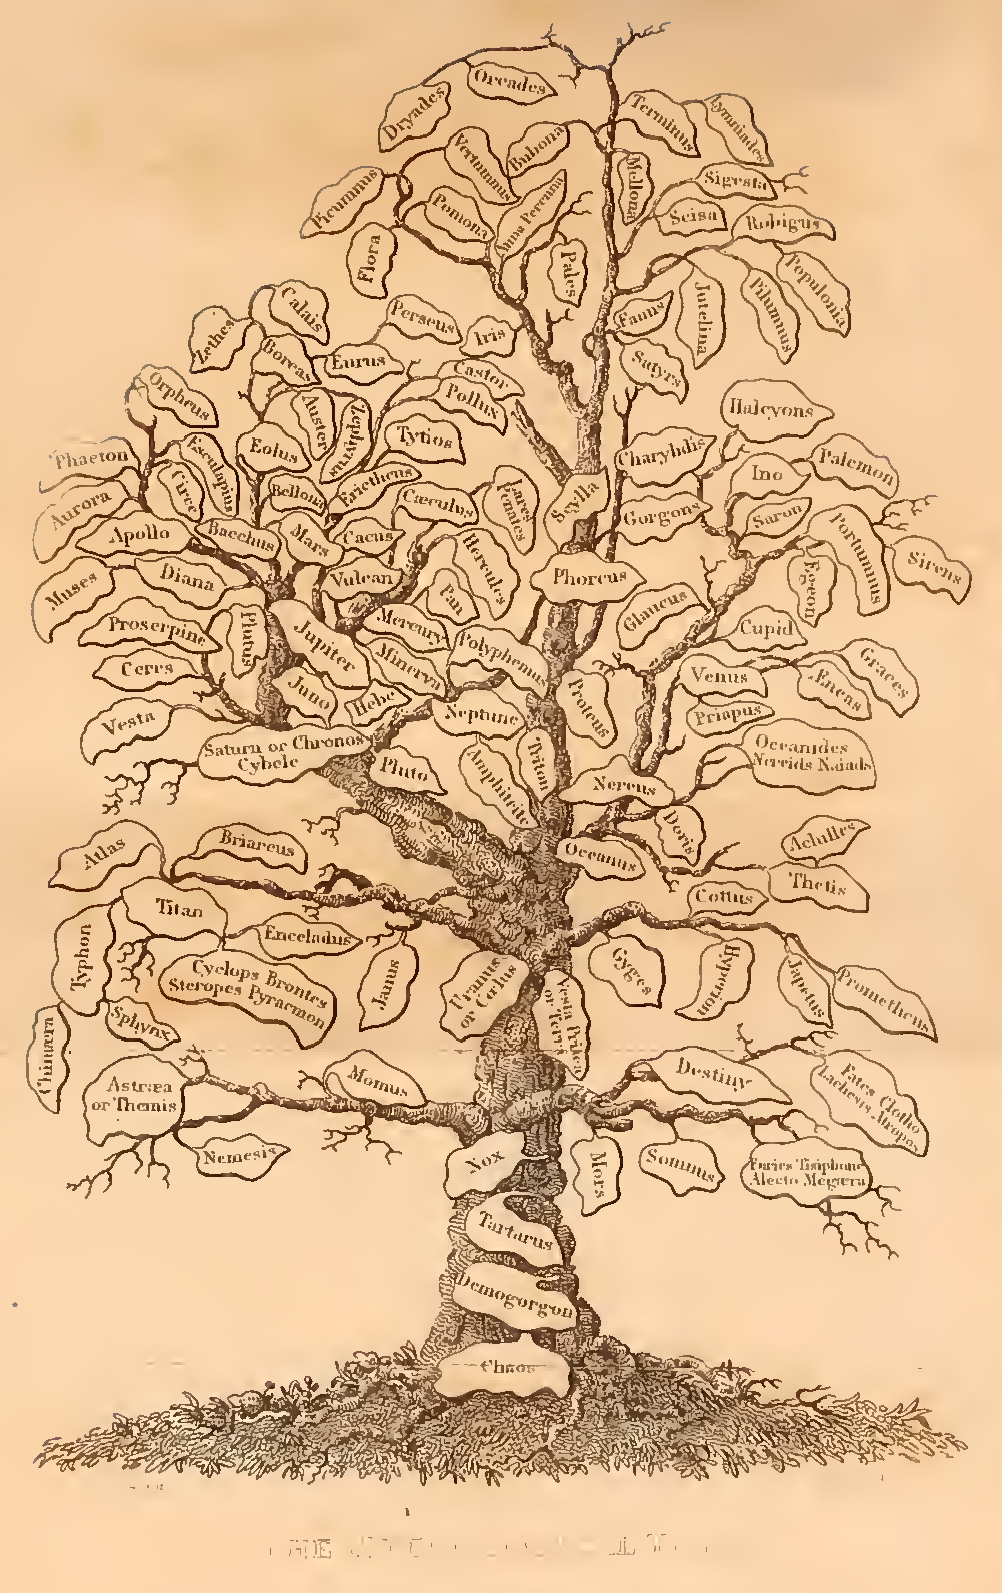 Oreades
Dryades
Terminus
Lymniades
Vertumnus
Bubona
Mellona
Sigesta
Picumnus
Pomona
Anna Perenna
Seisa
Robigus
Flora
Pales
Populonia
Pilumnus
Jutelina
Faunus
Calais
Zethes
Perseus
Iris
Boreas
Eurus
Satyrs
Castor
Pollux
Orpheus
Auster
Zephyrus
Halcyons
Tytios
Eolus
Esculapius
Phaeton
Circe
Charybdis
Ino
Palemon
Bellona
Ericthens
Cæculus
Lares
Penates
Scylla
Aurora
Gorgons
Saron
Portumnus
Apollo
Bacchus
Mars
Cacus
Hercules
Sirens
Muses
Diana
Vulcan
Pan
Phorcus
Glaucus
Egeon
Proserpine
Plutus
Jupiter
Mercury
Polyphemus
Cupid
Ceres
Minerva
Venus
Æneas
Graces
Juno
Hebe
Neptune
Proteus
Priapus
Vesta
Saturn or Chronos
Cybele
Pluto
Amphitrite
Triton
Nereus
Oceanides
Nereids Naiads
Atlas
Briareus
Oceanus
Doris
Achilles
Thetis
Titan
Cottus
Typhon
Enceladus
Cyclops Brontes
Steropes Pyracmon
Janus
Uranus
or Cœlus
Vesta Prisca
or Terra
Gyges
Hyperion
Japetus
Prometheus
Sphynx
Chimæra
Astræa
or Themis
Momus
Destiny
Fates Clotho
Lachesis Atropos
Nemesis
Nox
Mors
Somnus
Furies Tisiphone
Alecto Megæra
Tartarus
Demogorgon
Chaos